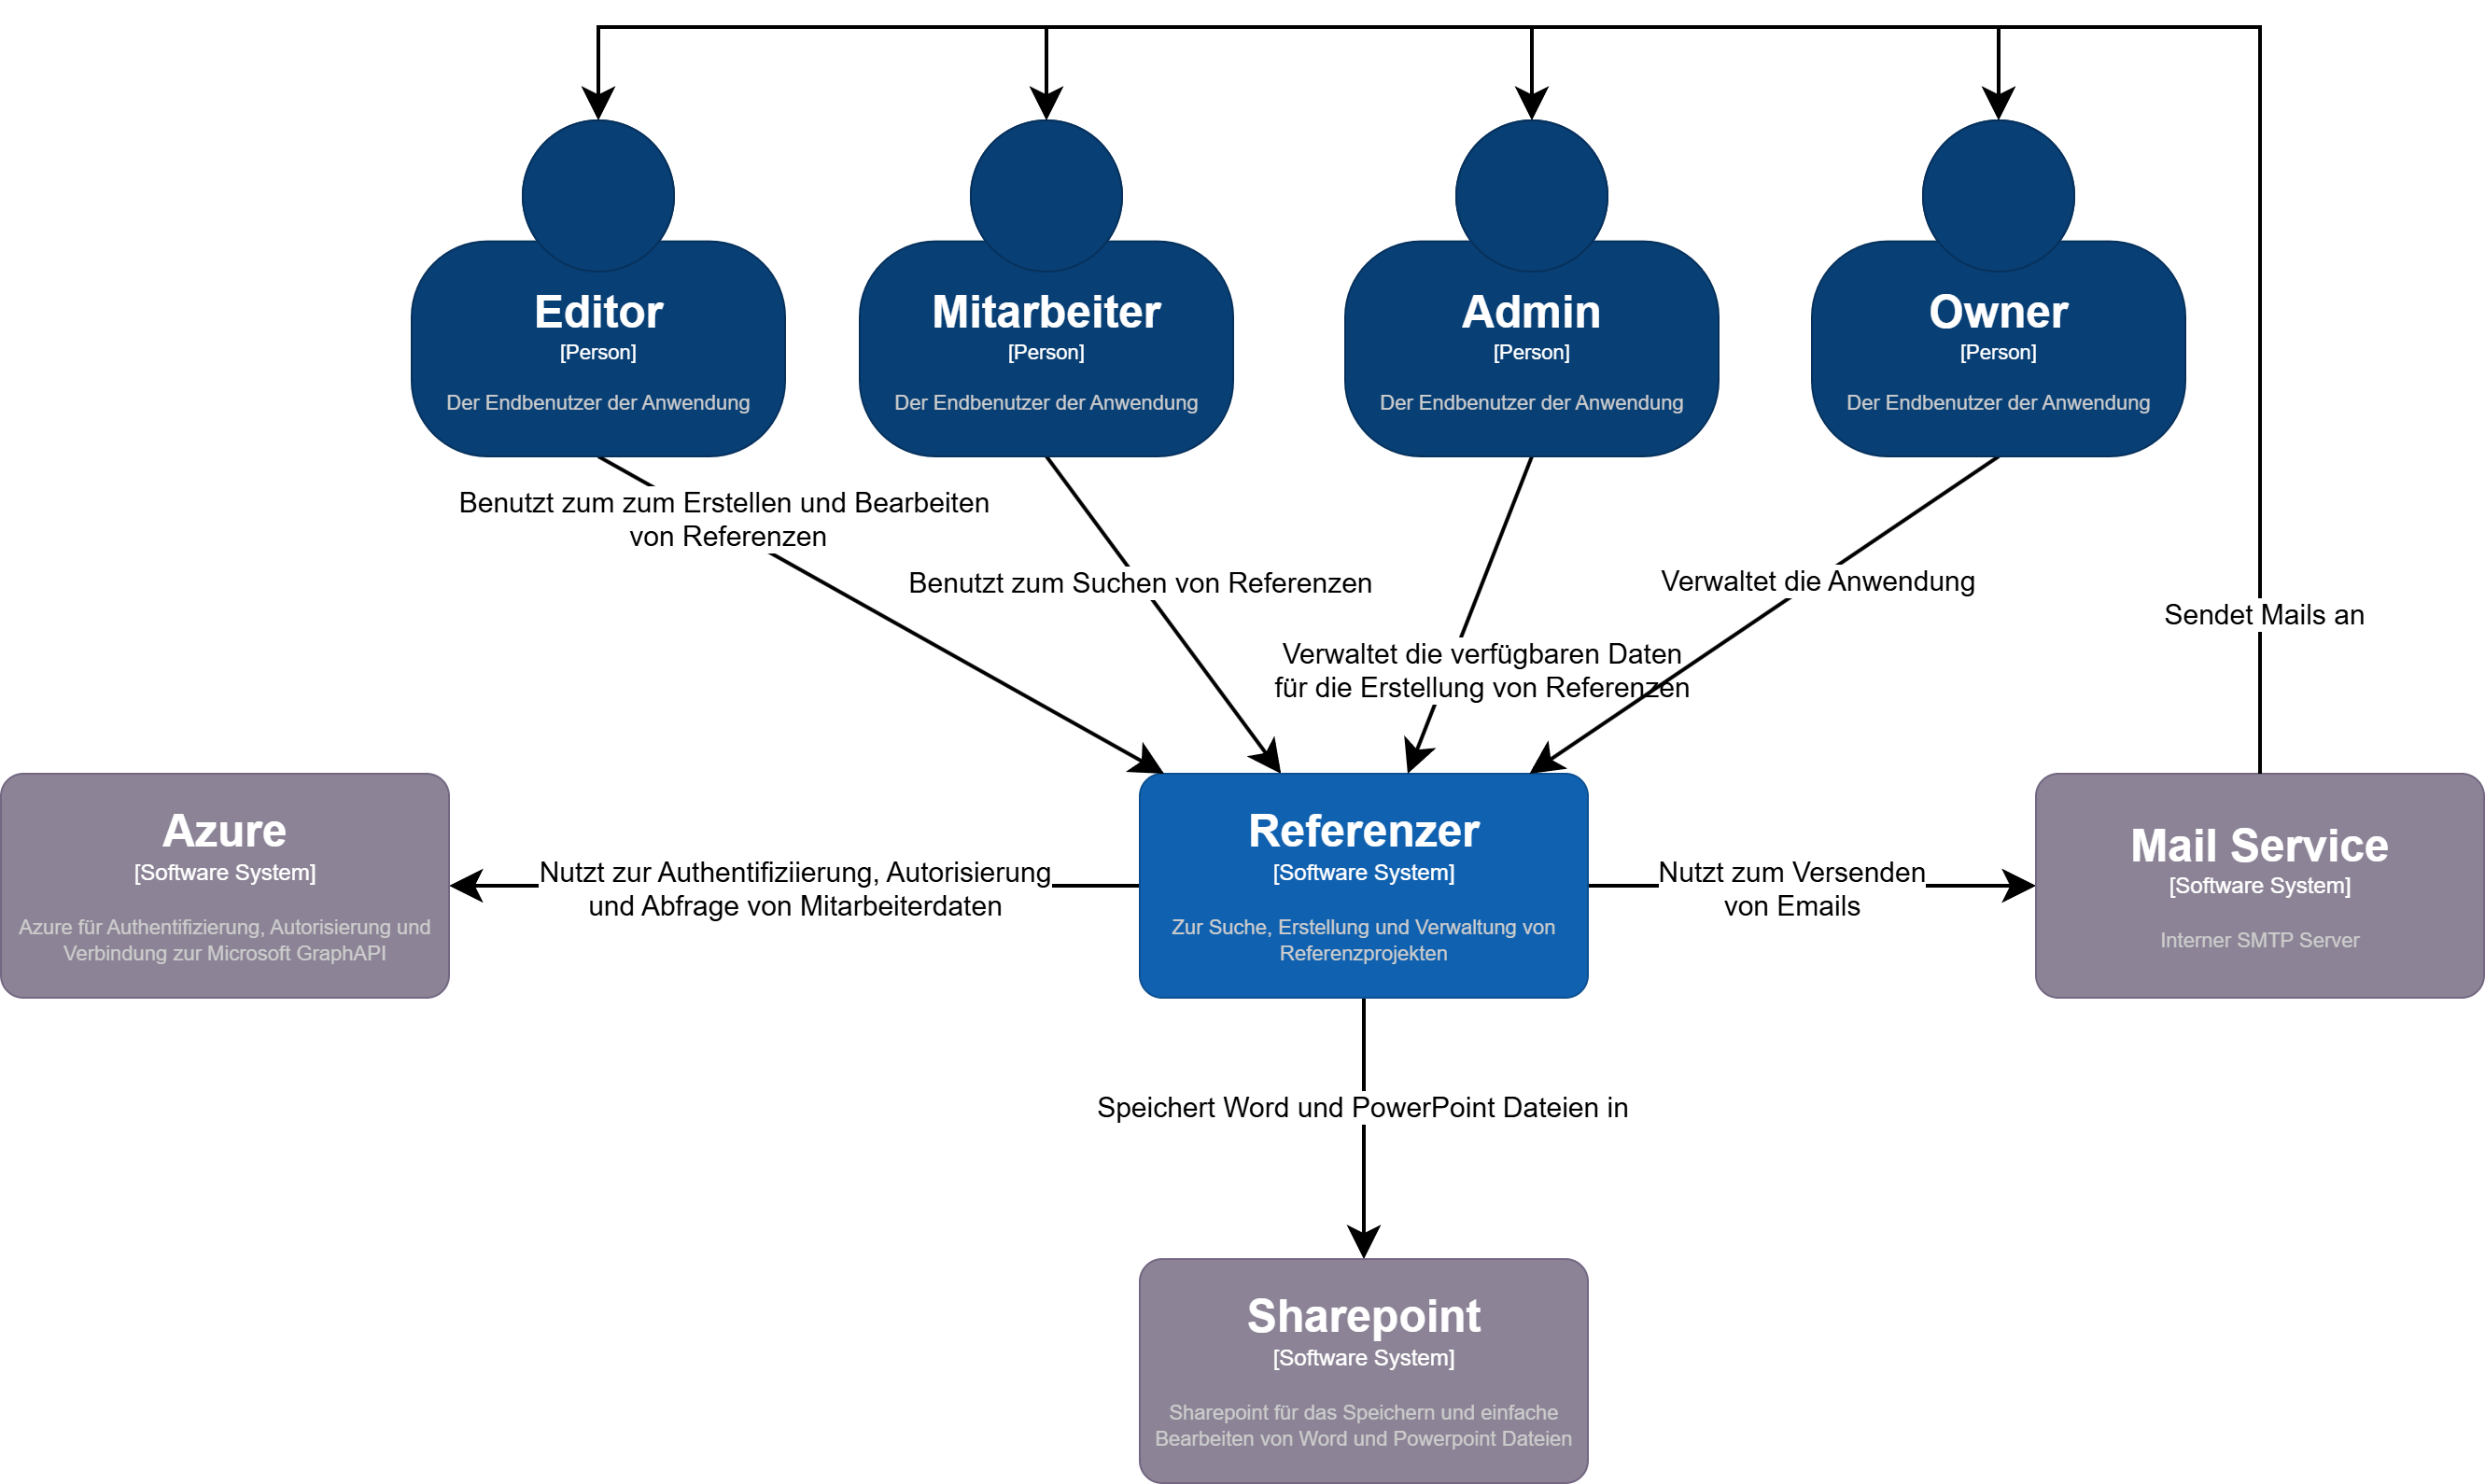 Editor
[Person]
Der Endbenutzer der Anwendung
Mitarbeiter
[Person]
Der Endbenutzer der Anwendung
Admin
[Person]
Der Endbenutzer der Anwendung
Owner
[Person]
Der Endbenutzer der Anwendung
Benutzt zum zum Erstellen und Bearbeiten
von Referenzen
Benutzt zum Suchen von Referenzen
Verwaltet die verfügbaren Daten
für die Erstellung von Referenzen
Verwaltet die Anwendung
Sendet Mails an
Azure
[Software System]
Azure für Authentifizierung, Autorisierung und
Verbindung zur Microsoft GraphAPI
Nutzt zur Authentifiziierung, Autorisierung
und Abfrage von Mitarbeiterdaten
Referenzer
[Software System]
Zur Suche, Erstellung und Verwaltung von
Referenzprojekten
Nutzt zum Versenden
von Emails
Mail Service
[Software System]
Interner SMTP Server
Speichert Word und PowerPoint Dateien in
Sharepoint
[Software System]
Sharepoint für das Speichern und einfache
Bearbeiten von Word und Powerpoint Dateien